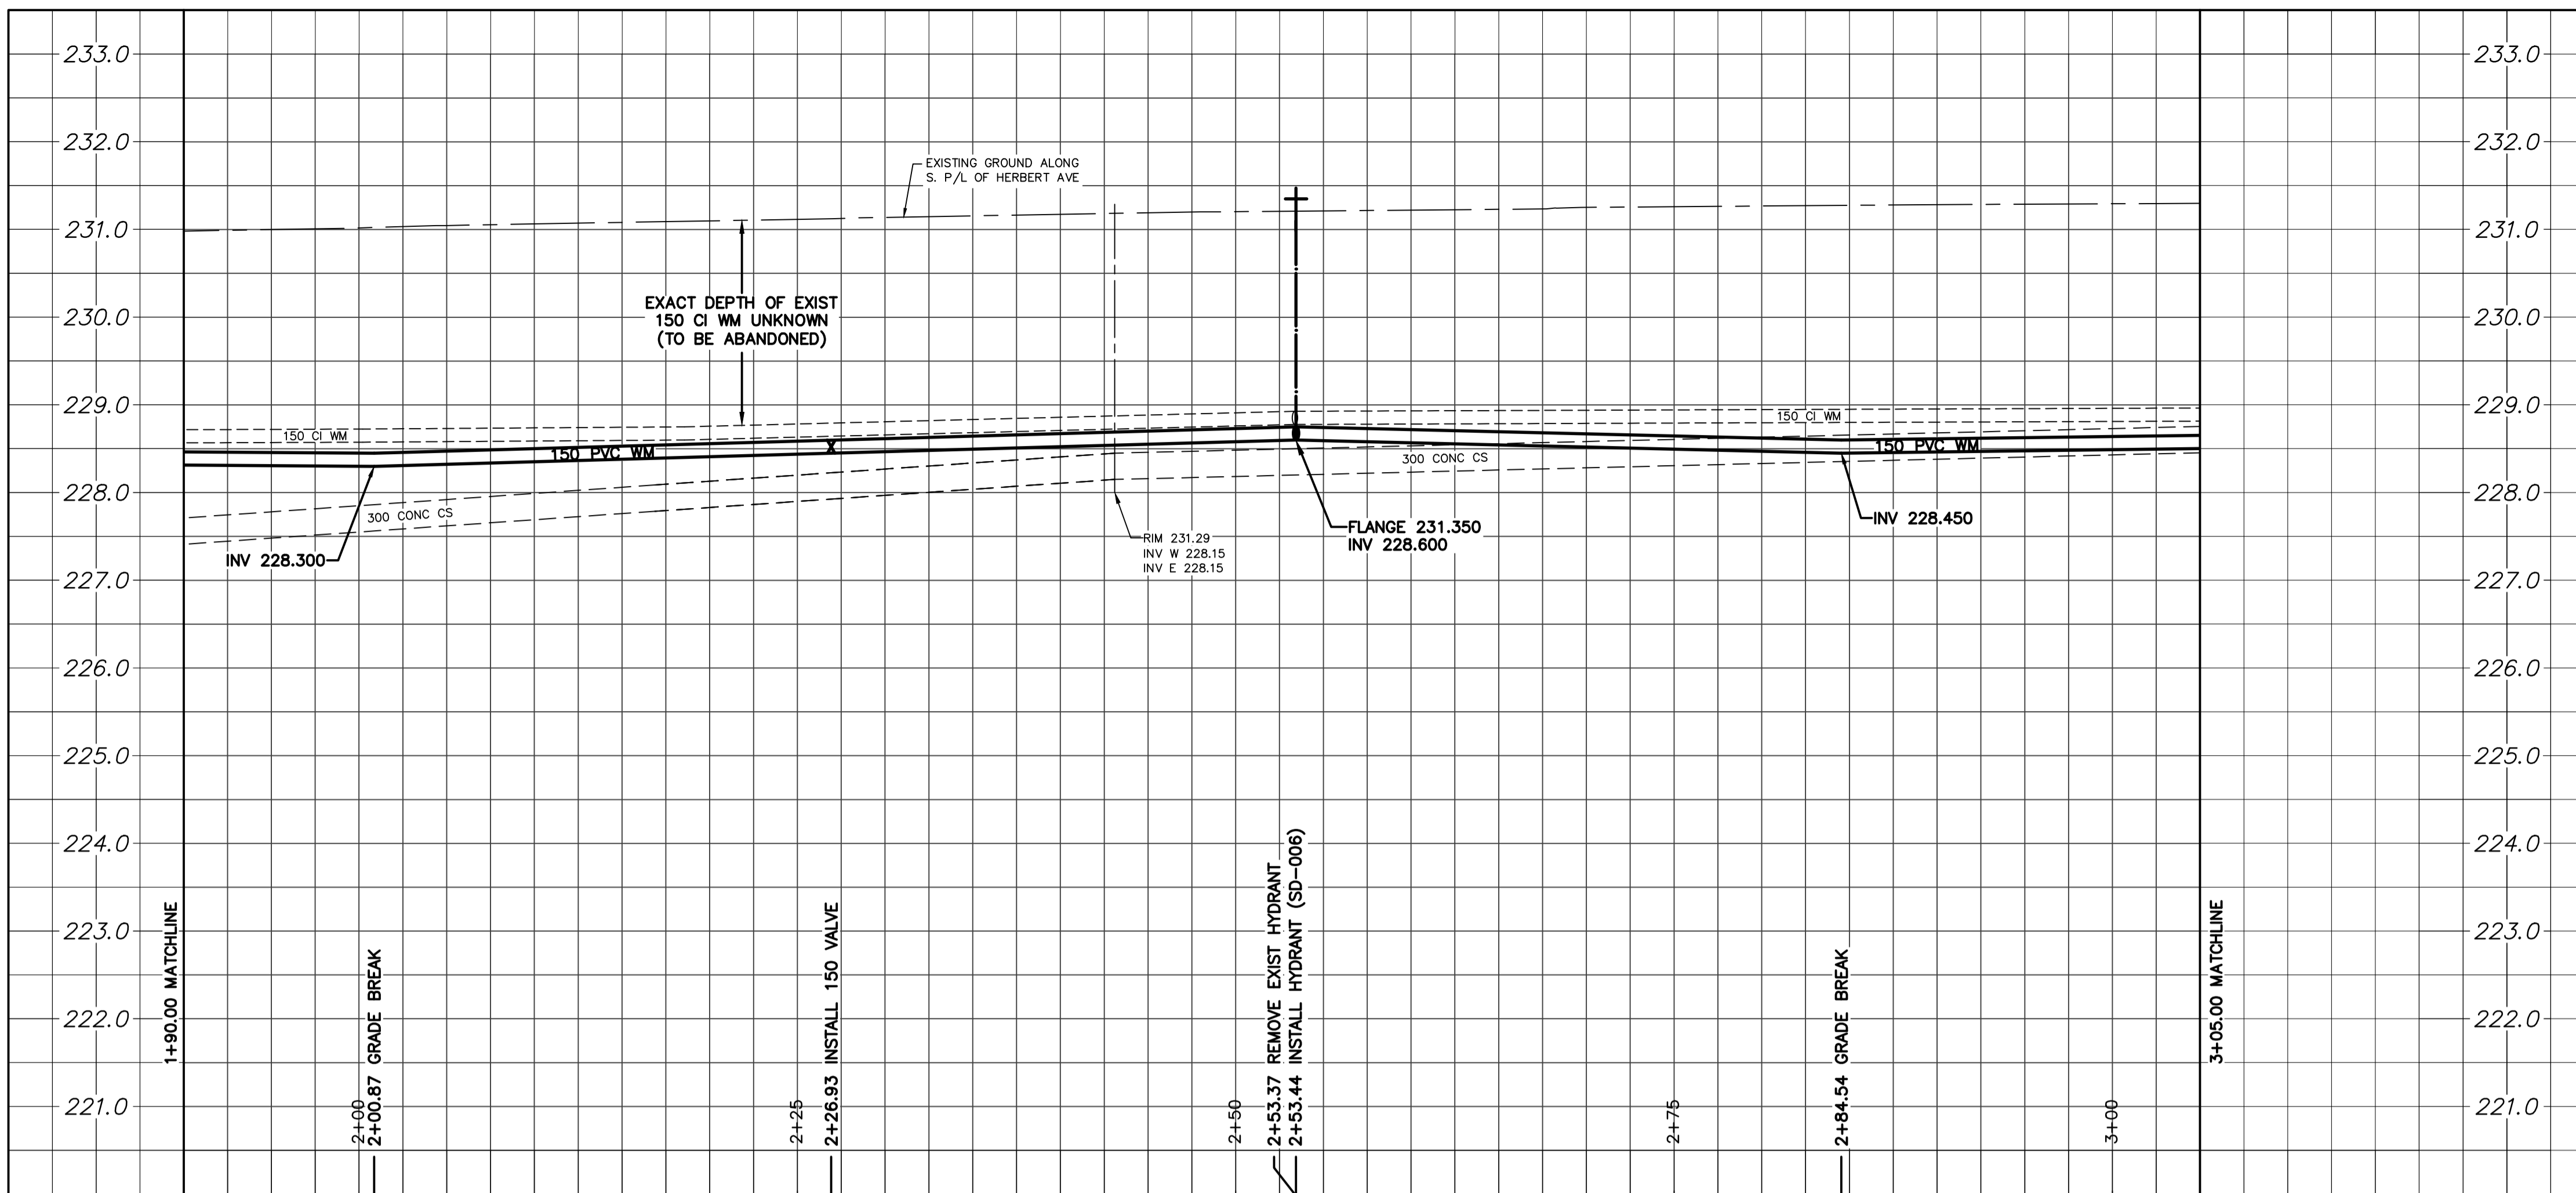 233.0
233.0
232.0
232.0
EXISTING GROUND ALONG
S. P/L OF HERBERT AVE
231.0
231.0
EXACT DEPTH OF EXIST
150 CI WM UNKNOWN
(TO BE ABANDONED)
230.0
230.0
229.0
229.0
150 CI WM
150 CI WM
150 PVC WM
X
150 PVC WM
300 CONC CS
228.0
228.0
300 CONC CS
INV 228.300
RIM 231.29
INV W 228.15
INV E 228.15
FLANGE 231.350
INV 228.600
INV 228.450
227.0
227.0
226.0
226.0
225.0
225.0
224.0
224.0
223.0
223.0
222.0
222.0
221.0
221.0
1+90.00 MATCHLINE
2+00
2+00.87 GRADE BREAK
2+25
2+26.93 INSTALL 150 VALVE
2+50
2+53.37 REMOVE EXIST HYDRANT
2+53.44 INSTALL HYDRANT (SD-006)
2+75
2+84.54 GRADE BREAK
3+00
3+05.00 MATCHLINE